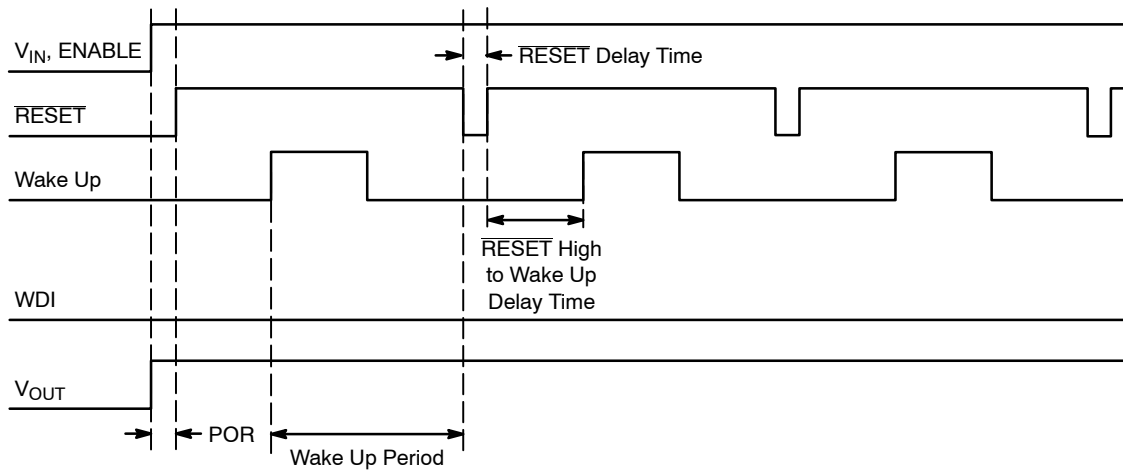 V_IN, ENABLE
RESET Delay Time
RESET
Wake Up
RESET High
to Wake Up
Delay Time
WDI
V_OUT
POR
Wake Up Period